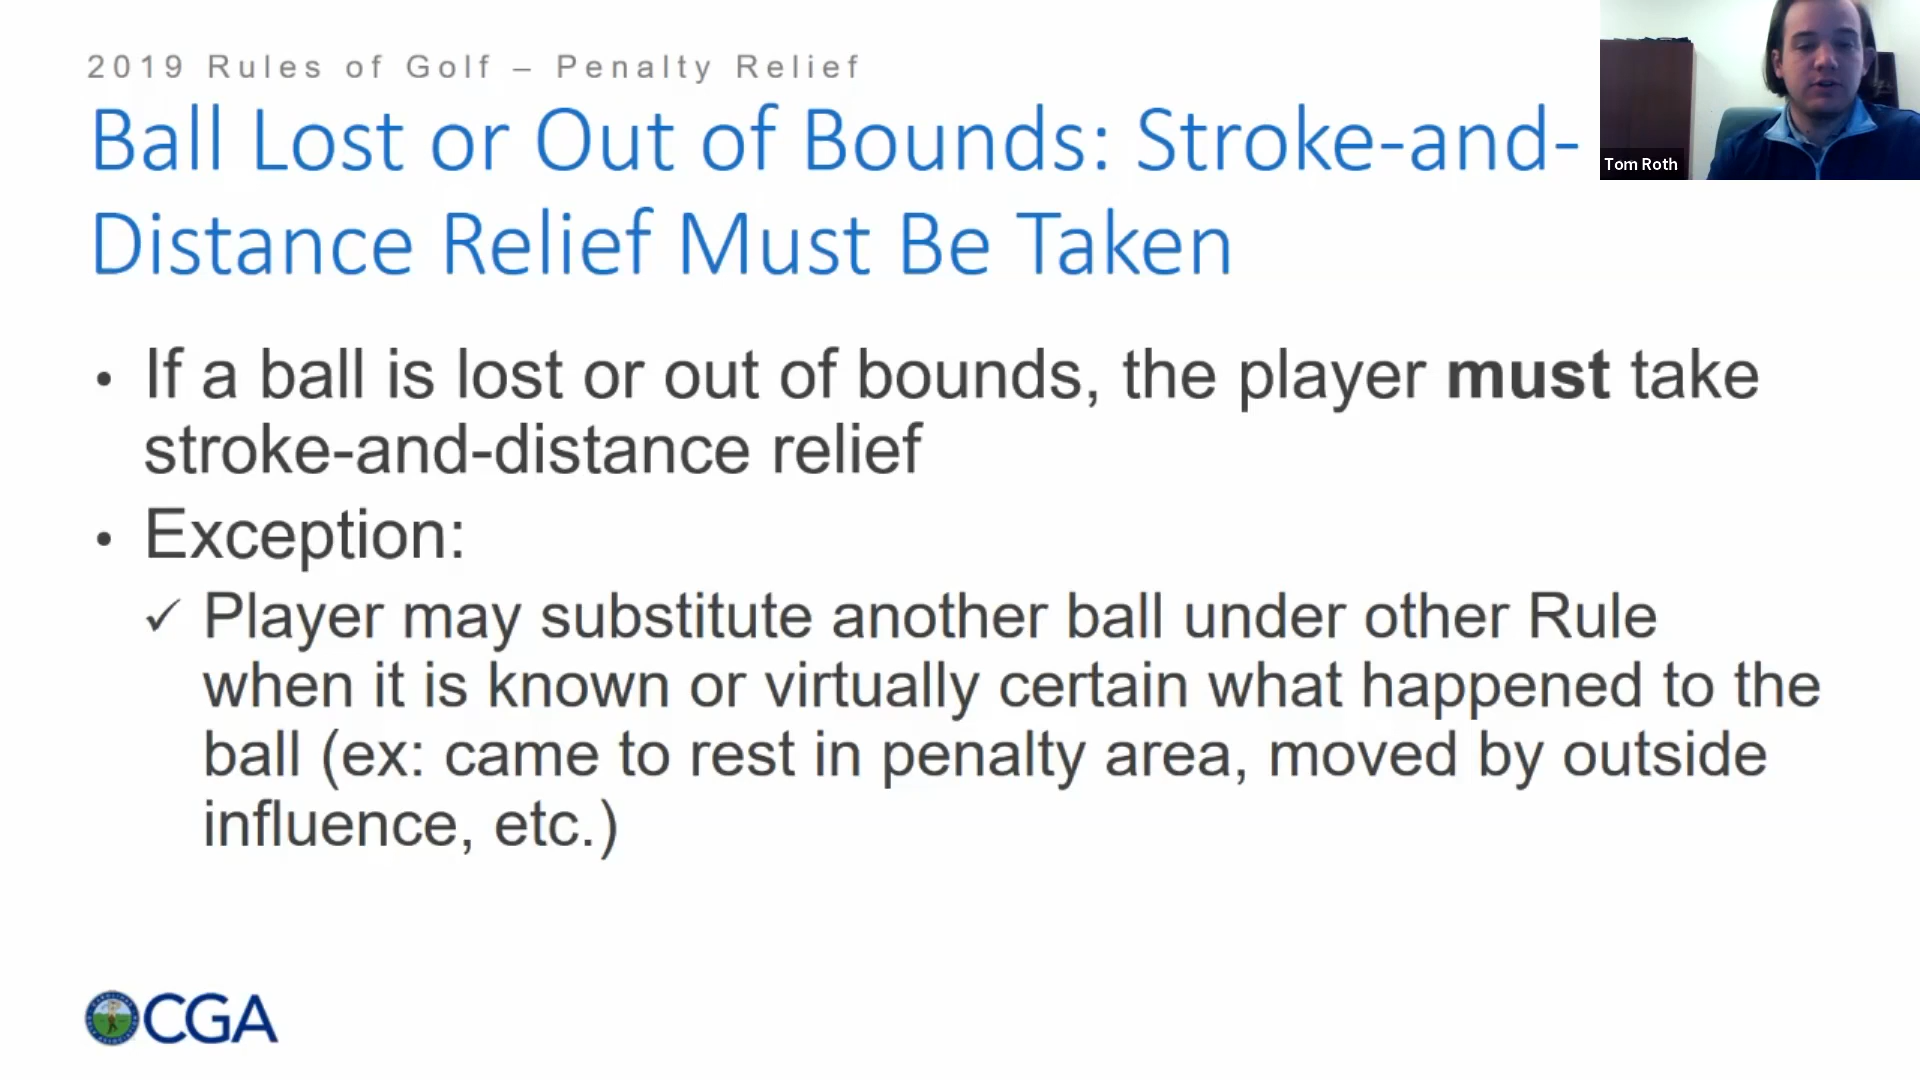 2019 Rules of Golf – Penalty Relief
Ball Lost or Out of Bounds: Stroke-and-
Distance Relief Must Be Taken
Tom Roth
• If a ball is lost or out of bounds, the player must take
stroke-and-distance relief
• Exception:
✓ Player may substitute another ball under other Rule
when it is known or virtually certain what happened to the
ball (ex: came to rest in penalty area, moved by outside
influence, etc.)
CGA